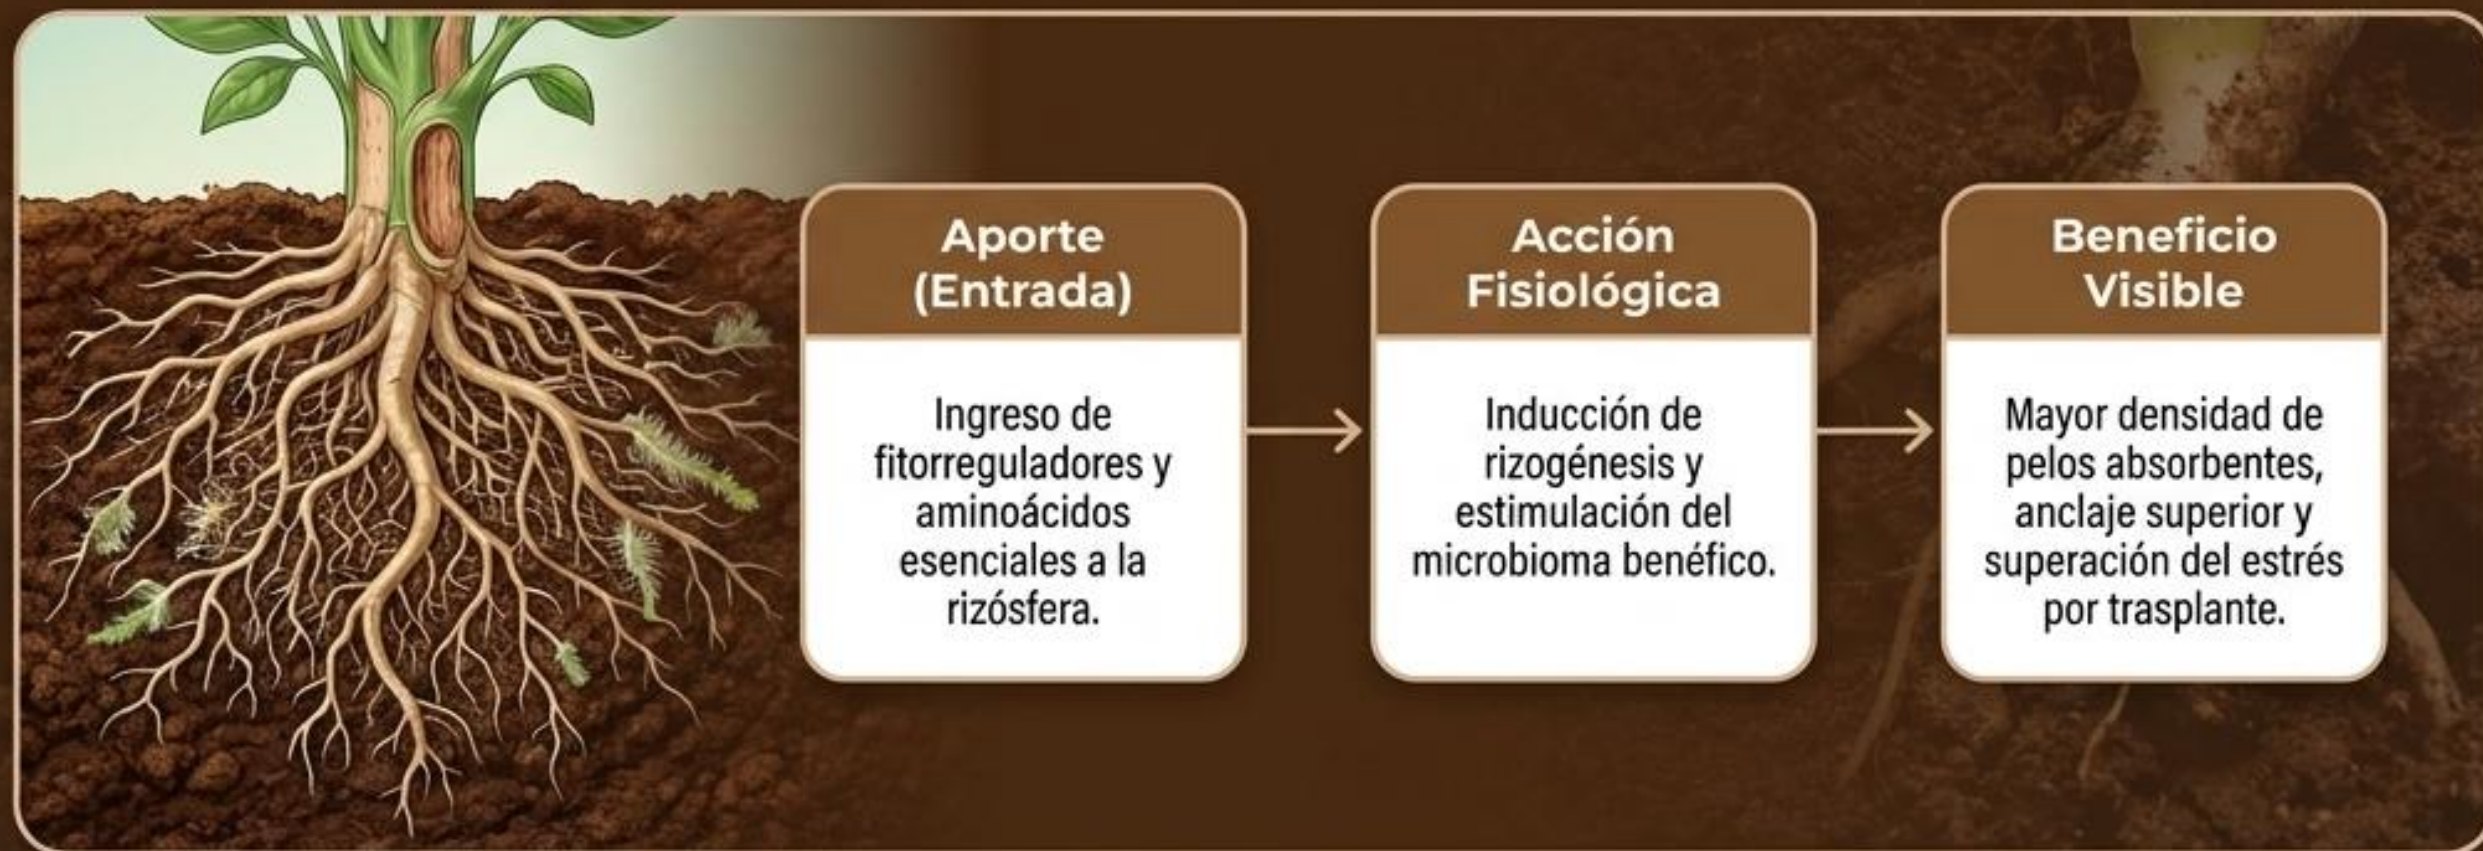 Aporte
(Entrada)
Ingreso de
fitorreguladores y
aminoácidos
esenciales a la
rizósfera.
Acción
Fisiológica
Inducción de
rizogénesis y
estimulación del
microbioma benéfico.
Beneficio
Visible
Mayor densidad de
pelos absorbentes,
anclaje superior y
superación del estrés
por trasplante.